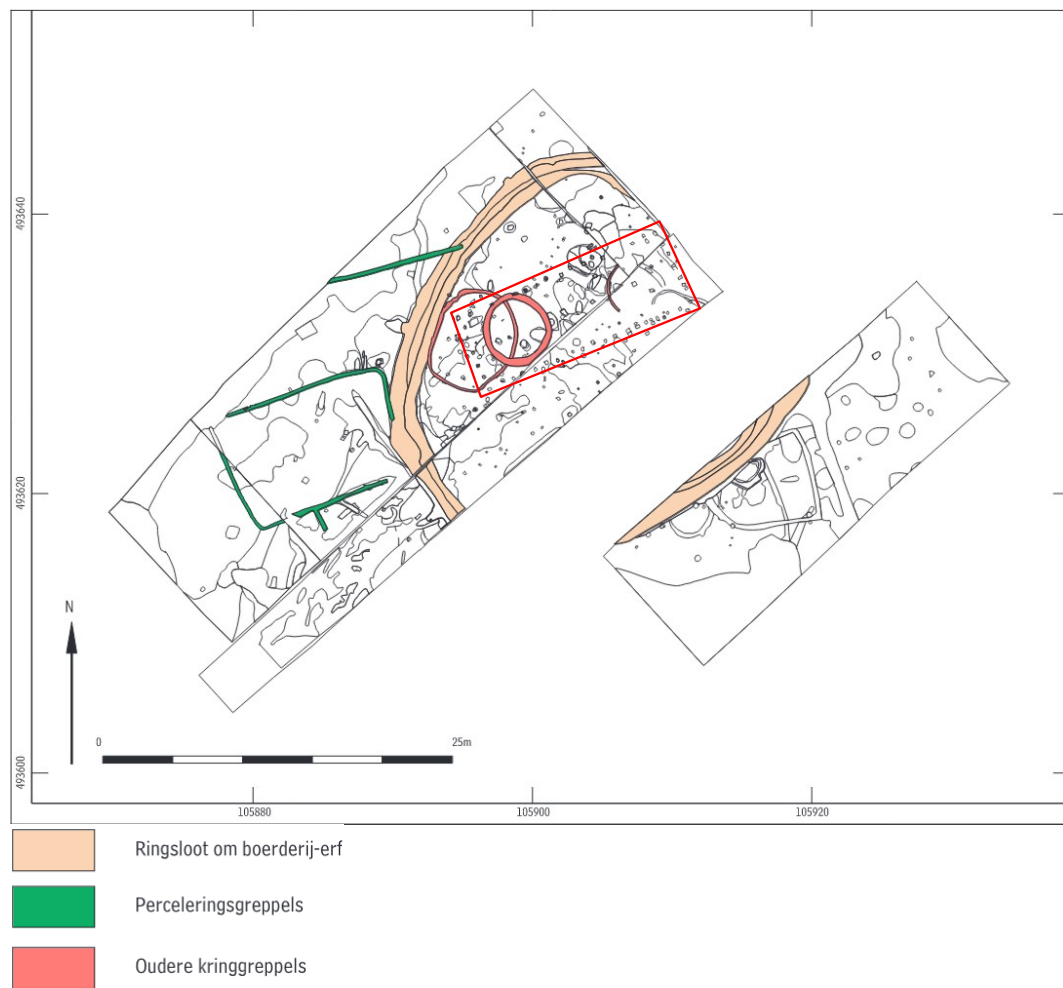 493640
493620
493600
N
0
25m
105880
105900
105920
Ringsloot om boerderij-erf
Perceleringsgreppels
Oudere kringgreppels